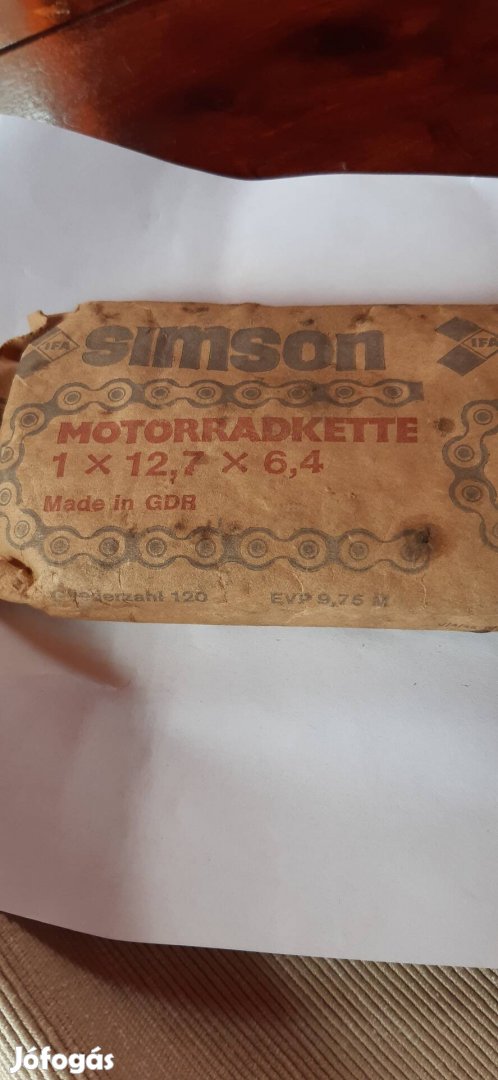 IFA simson IFA
MOTORRADKETTE
1 × 12,7 × 6,4
Made in GDR
Gliederzahl 120 EVP 9,75 M
Jófogás